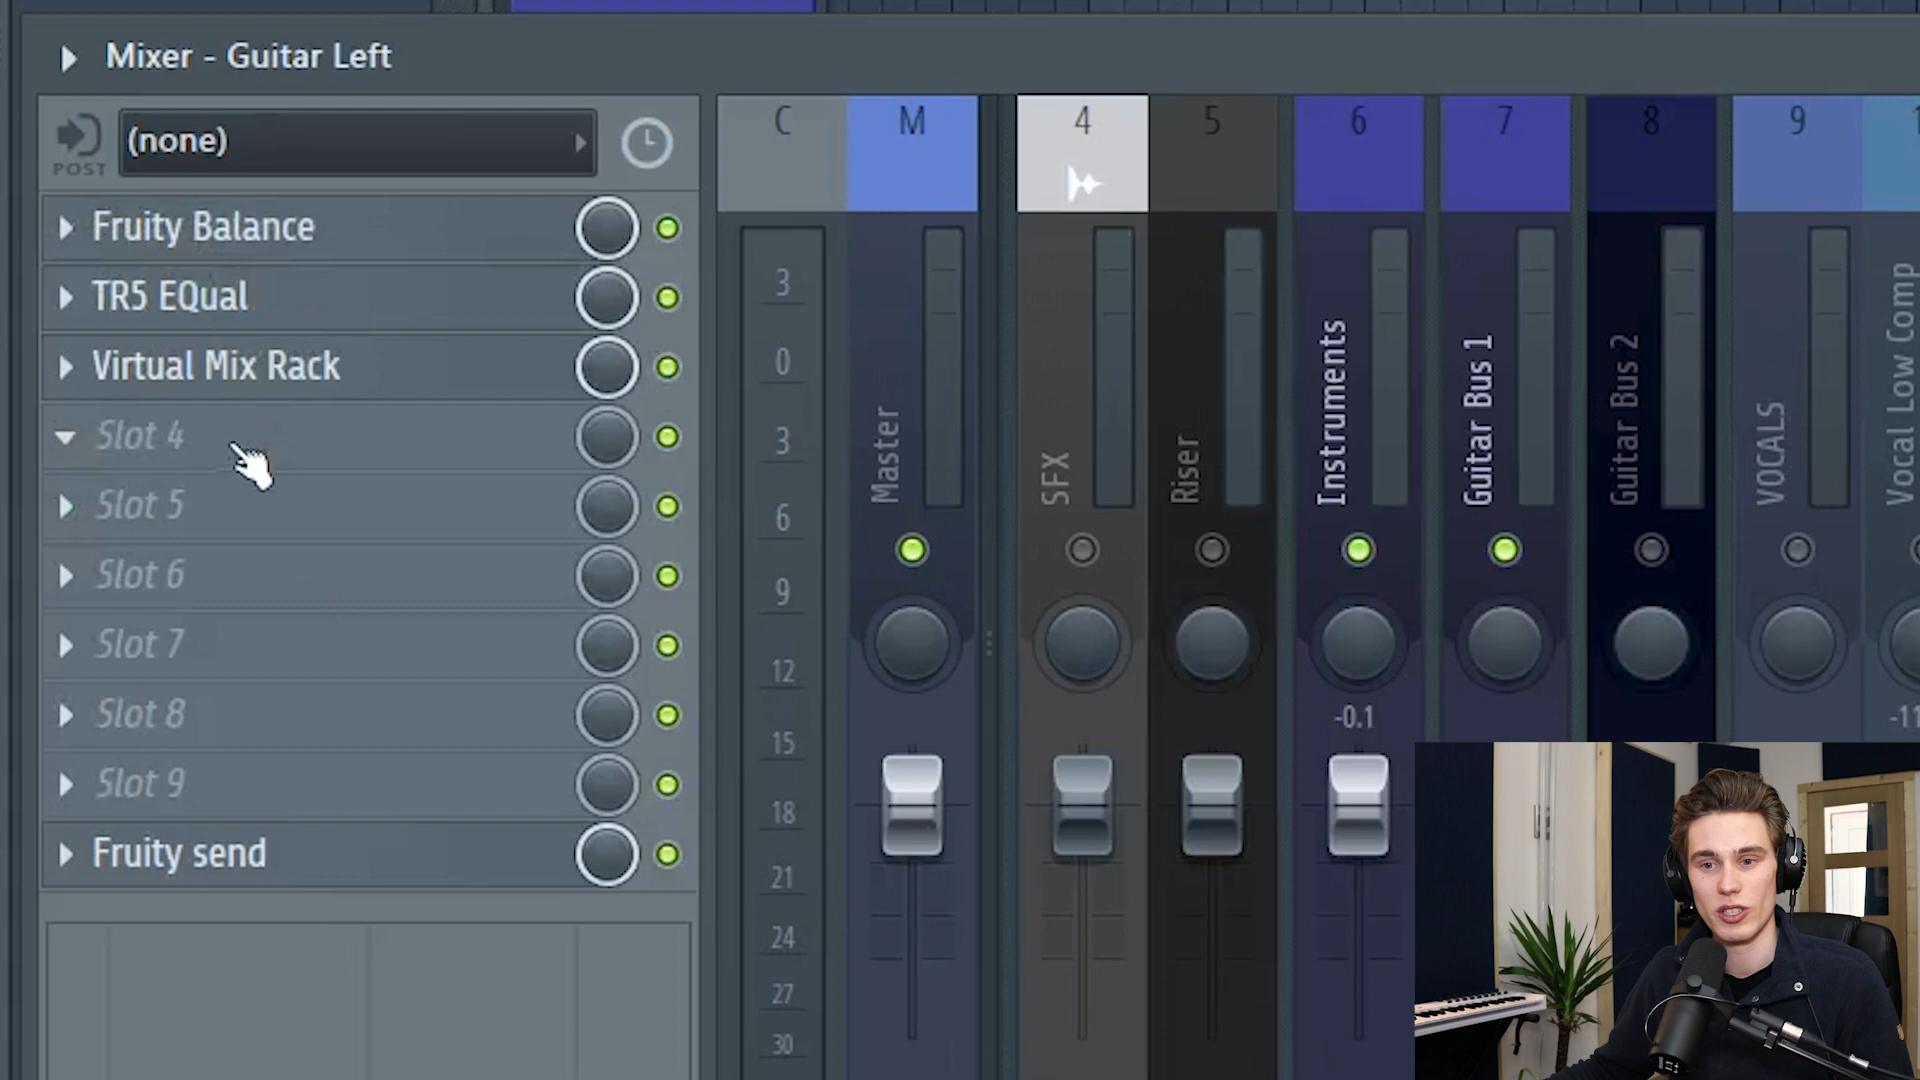 Mixer - Guitar Left
POST
(none)
Fruity Balance
TR5 EQual
Virtual Mix Rack
Slot 4
Slot 5
Slot 6
Slot 7
Slot 8
Slot 9
Fruity send
C
M
4
5
6
7
8
9
3
0
3
6
9
12
15
18
21
24
27
30
Master
SFX
Riser
Instruments
Guitar Bus 1
Guitar Bus 2
VOCALS
Vocal Low Comp
-0.1